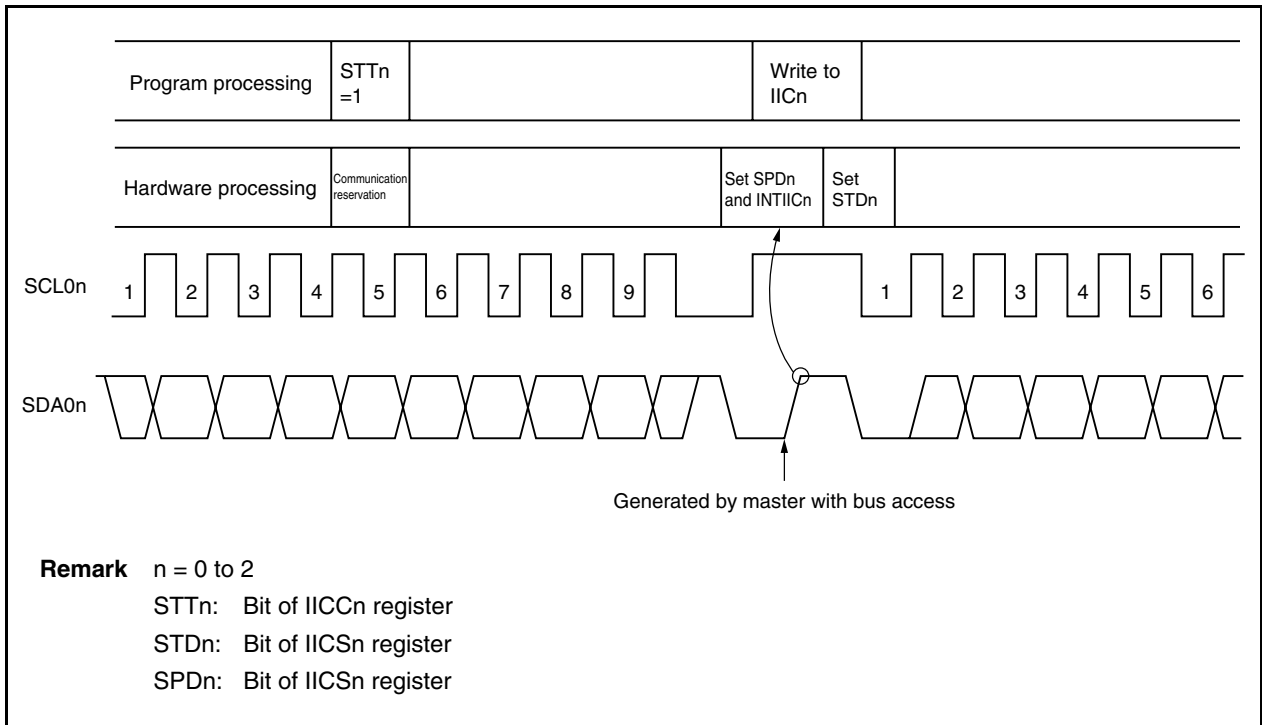 Program processing
STTn
=1
Write to
IICn
Hardware processing
Communication
reservation
Set SPDn
and INTIICn
Set
STDn
SCL0n
1 2 3 4 5 6 7 8 9 1 2 3 4 5 6
SDA0n
Generated by master with bus access
Remark n = 0 to 2
STTn: Bit of IICCn register
STDn: Bit of IICSn register
SPDn: Bit of IICSn register